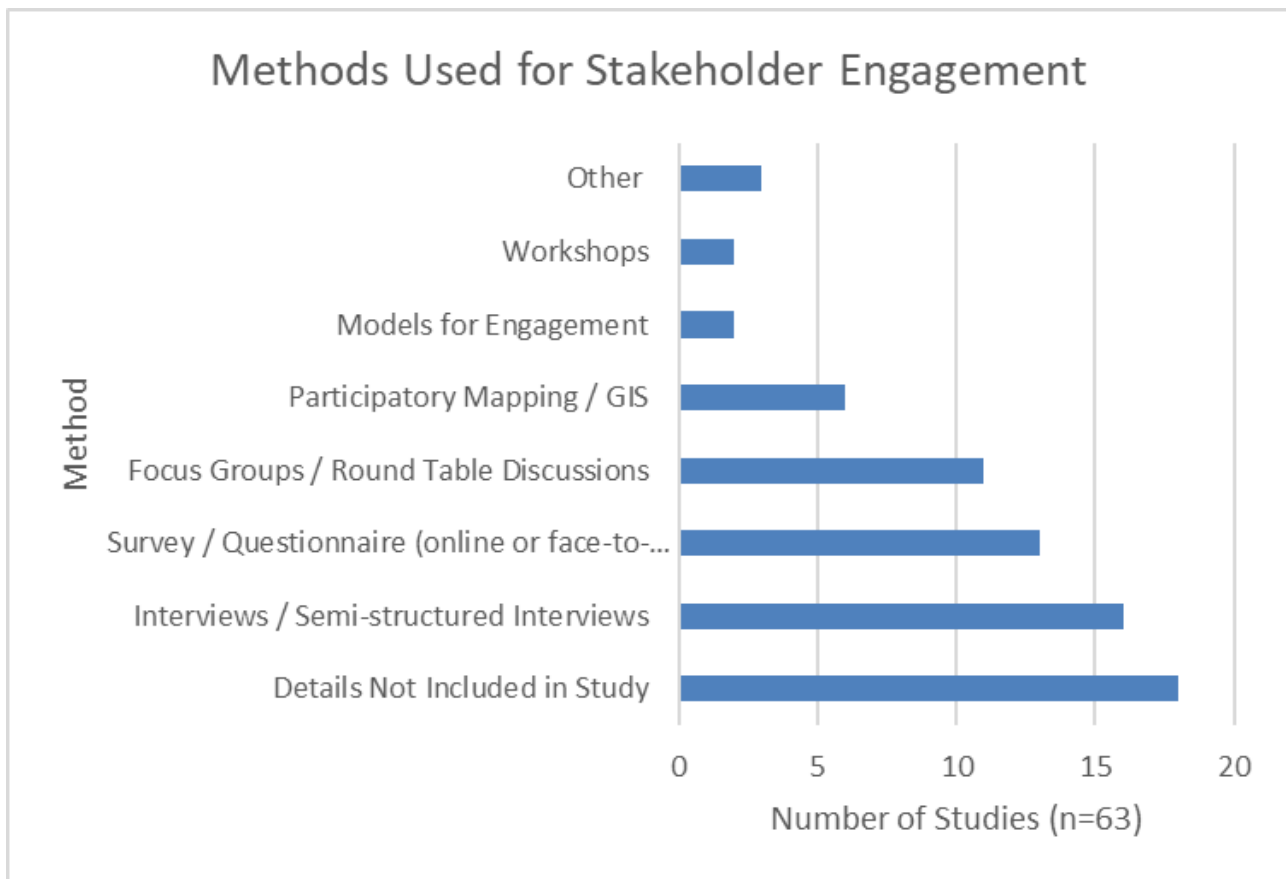 Methods Used for Stakeholder Engagement
Other
Workshops
Models for Engagement
Participatory Mapping / GIS
Method
Focus Groups / Round Table Discussions
Survey / Questionnaire (online or face-to-...
Interviews / Semi-structured Interviews
Details Not Included in Study
0 5 10 15 20
Number of Studies (n=63)